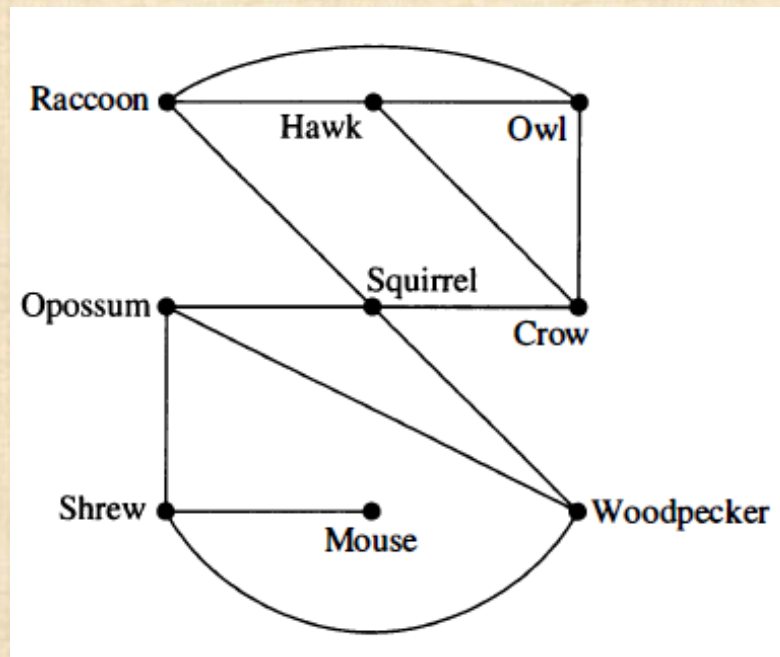 Raccoon
Hawk
Owl
Squirrel
Opossum
Crow
Shrew
Woodpecker
Mouse